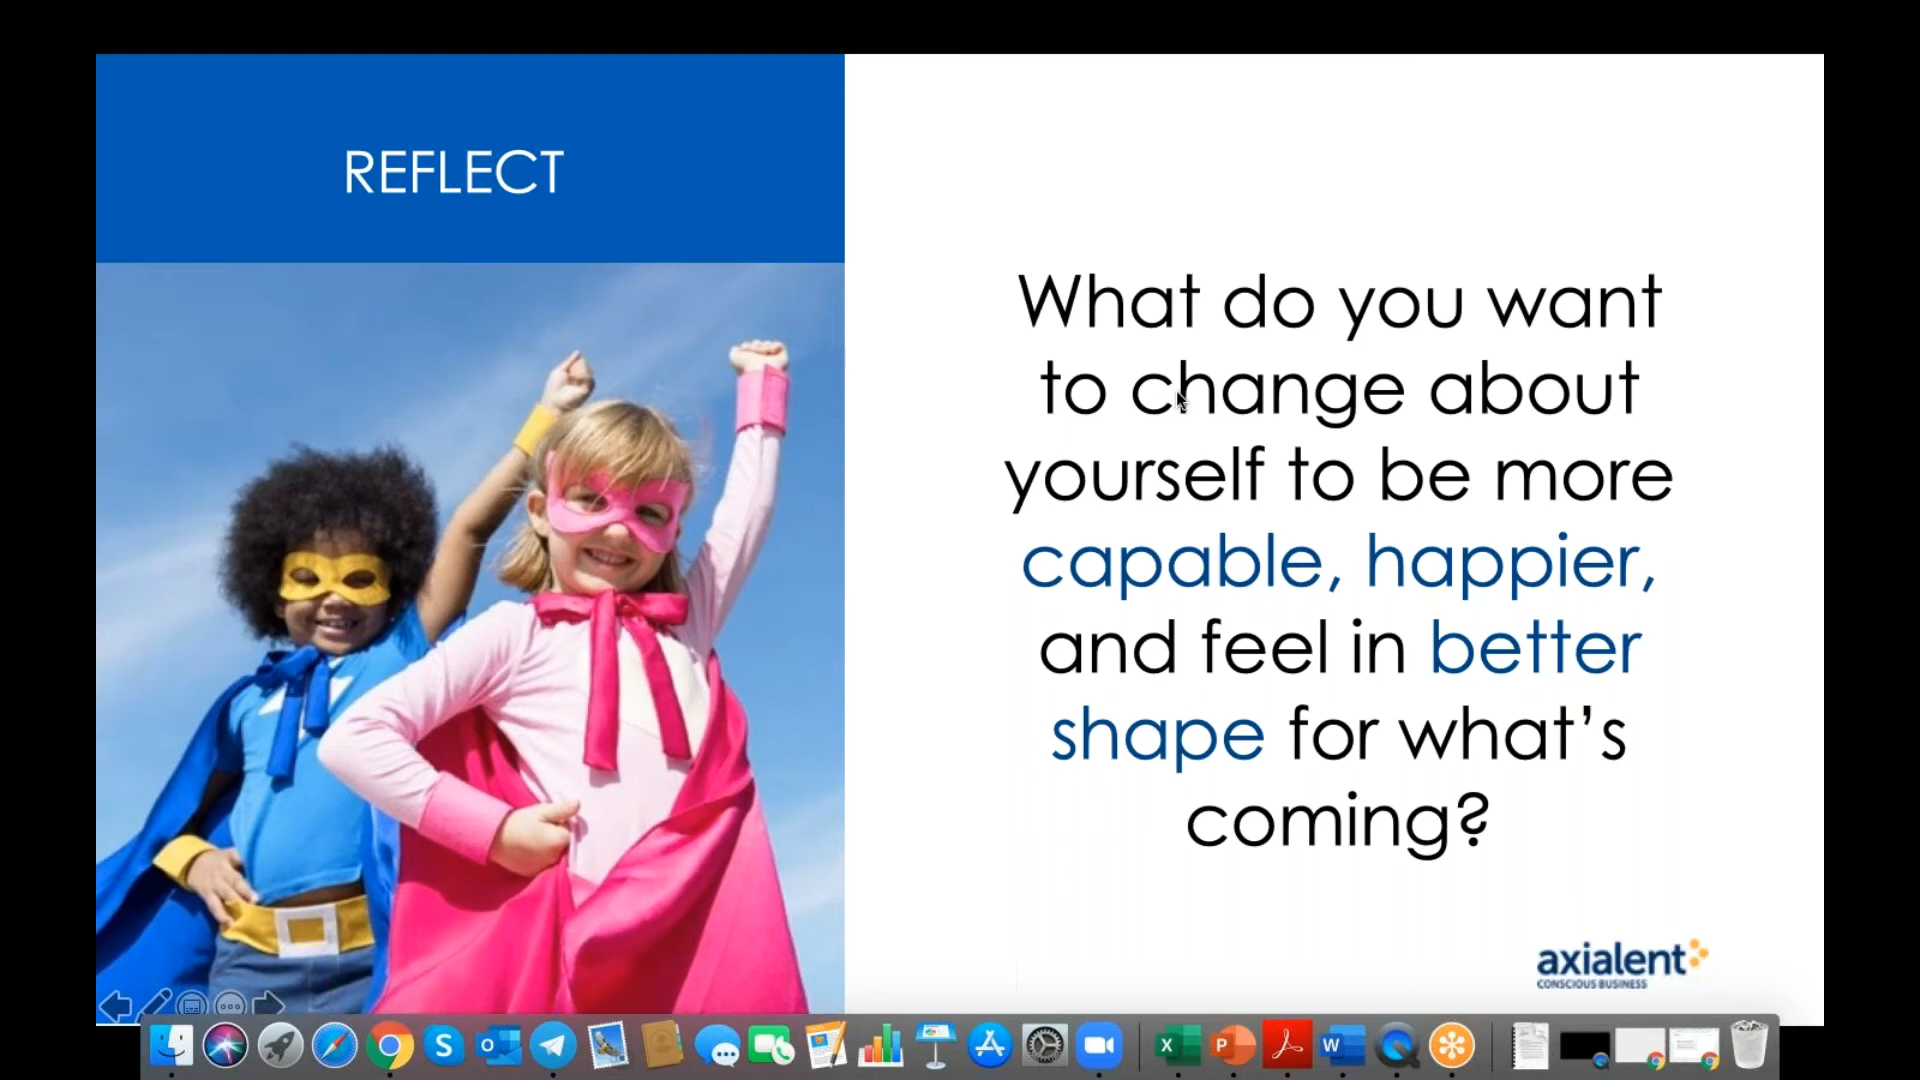 REFLECT
What do you want
to change about
yourself to be more
capable, happier,
and feel in better
shape for what’s
coming?
axialent
CONSCIOUS BUSINESS